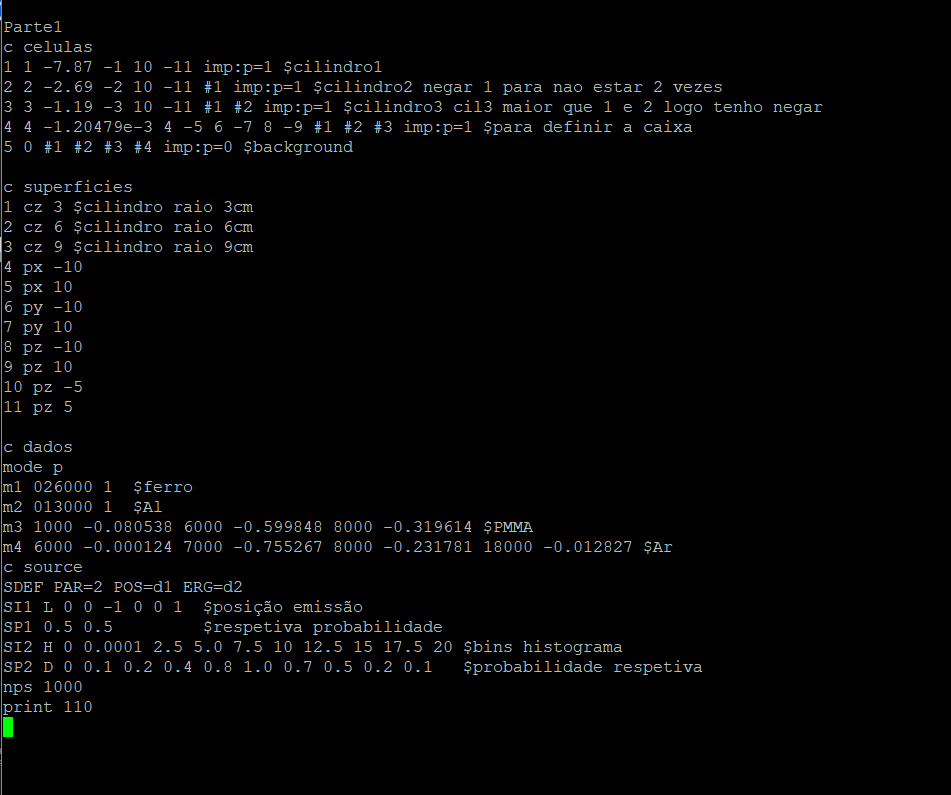 Parte1
c celulas
1 1 -7.87 -1 10 -11 imp:p=1 $cilindro1
2 2 -2.69 -2 10 -11 #1 imp:p=1 $cilindro2 negar 1 para nao estar 2 vezes
3 3 -1.19 -3 10 -11 #1 #2 imp:p=1 $cilindro3 cil3 maior que 1 e 2 logo tenho negar
4 4 -1.20479e-3 4 -5 6 -7 8 -9 #1 #2 #3 imp:p=1 $para definir a caixa
5 0 #1 #2 #3 #4 imp:p=0 $background
c superficies
1 cz 3 $cilindro raio 3cm
2 cz 6 $cilindro raio 6cm
3 cz 9 $cilindro raio 9cm
4 px -10
5 px 10
6 py -10
7 py 10
8 pz -10
9 pz 10
10 pz -5
11 pz 5
c dados
mode p
m1 026000 1  $ferro
m2 013000 1  $Al
m3 1000 -0.080538 6000 -0.599848 8000 -0.319614 $PMMA
m4 6000 -0.000124 7000 -0.755267 8000 -0.231781 18000 -0.012827 $Ar
c source
SDEF PAR=2 POS=d1 ERG=d2
SI1 L 0 0 -1 0 0 1  $posição emissão
SP1 0.5 0.5         $respetiva probabilidade
SI2 H 0 0.0001 2.5 5.0 7.5 10 12.5 15 17.5 20 $bins histograma
SP2 D 0 0.1 0.2 0.4 0.8 1.0 0.7 0.5 0.2 0.1   $probabilidade respetiva
nps 1000
print 110